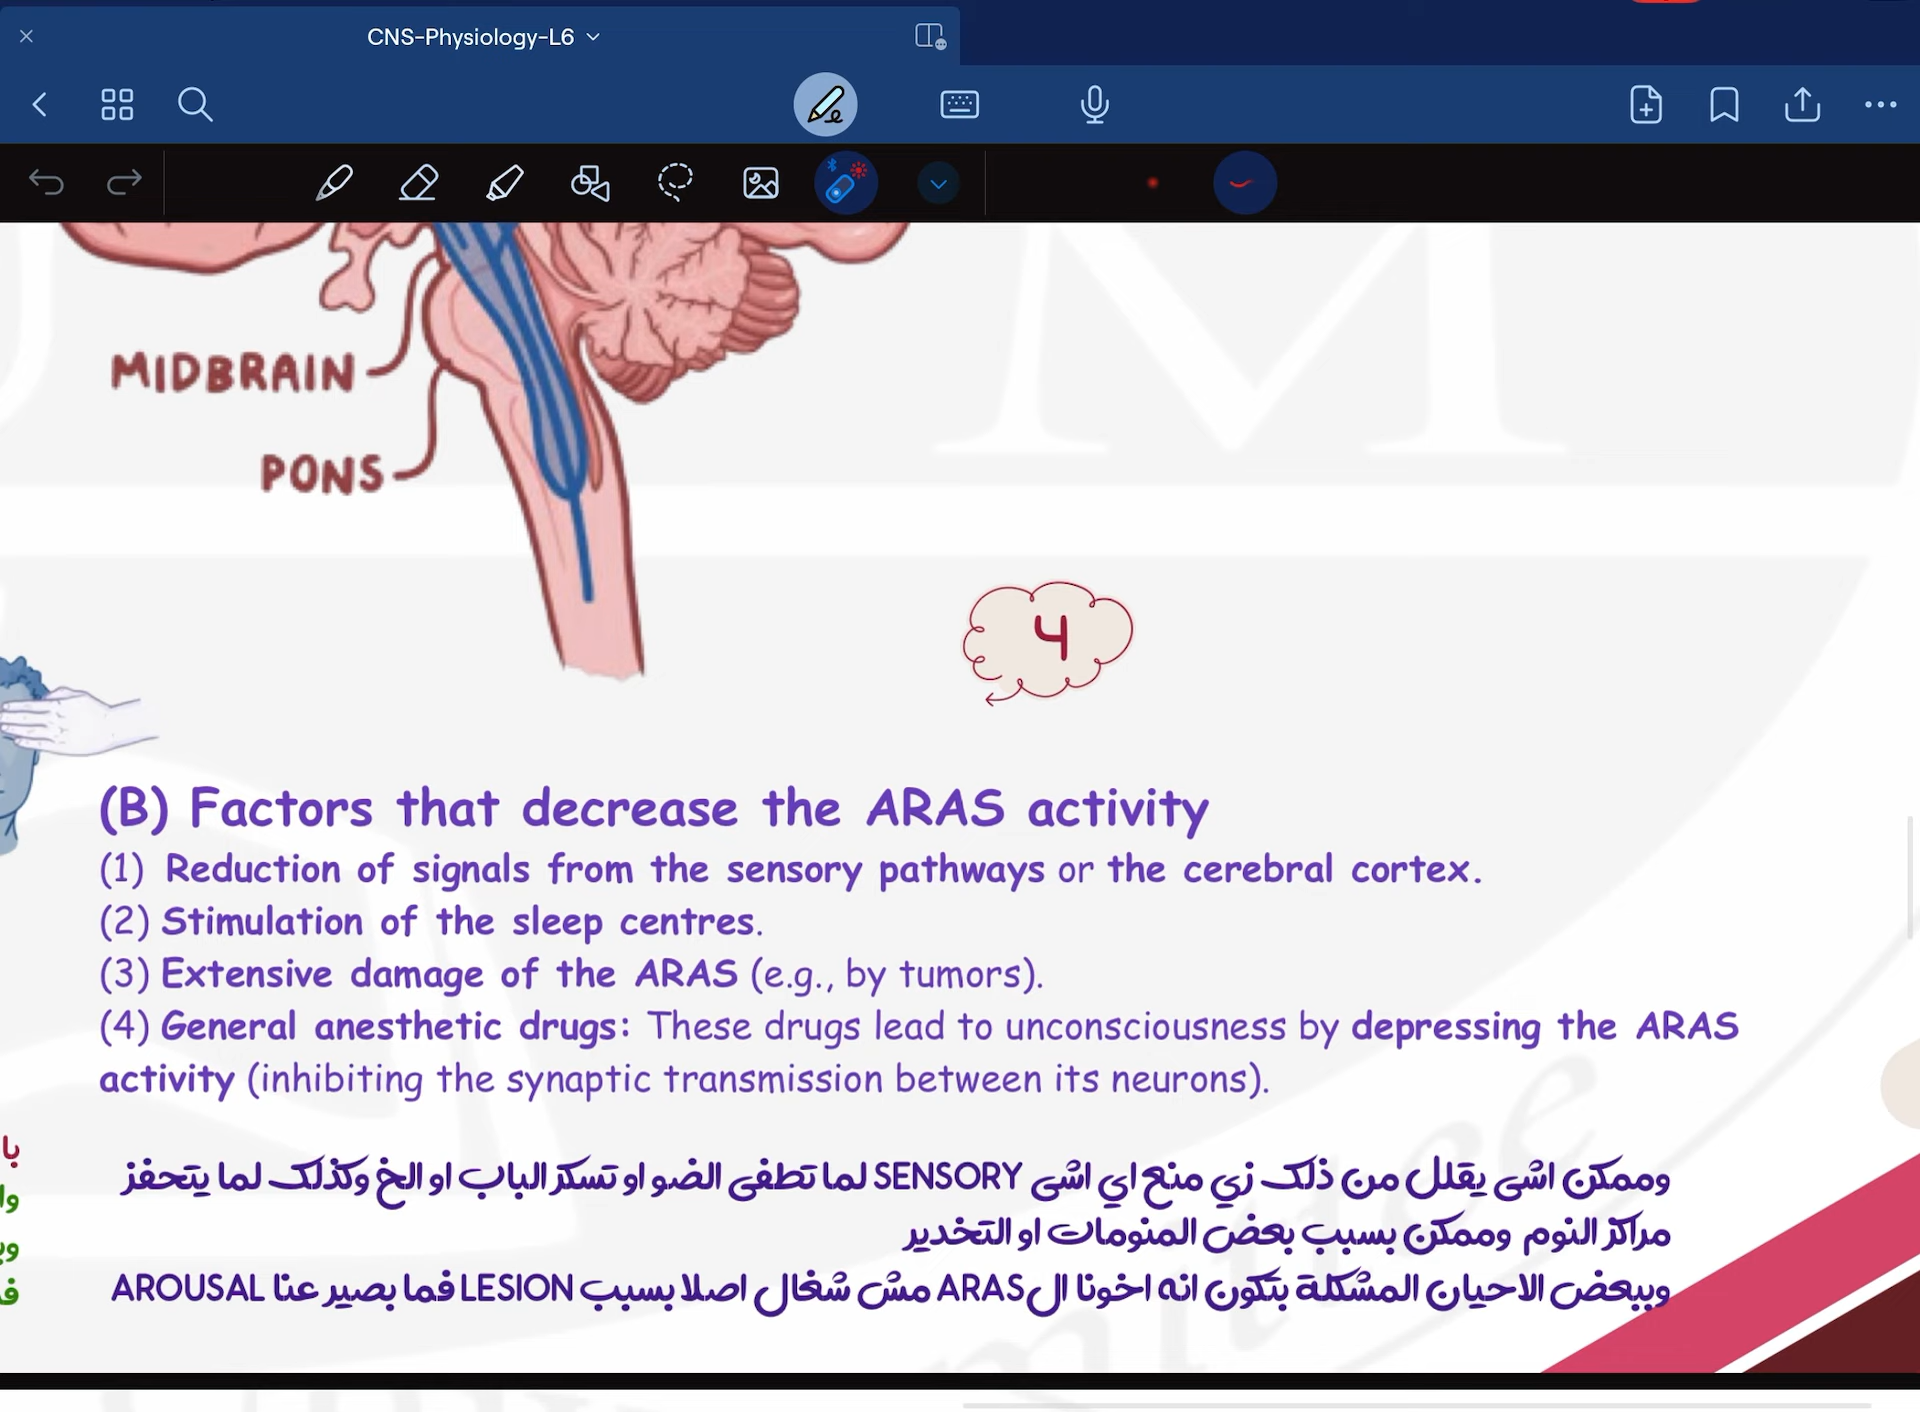 CNS-Physiology-L6
MIDBRAIN
PONS
4
(B) Factors that decrease the ARAS activity
(1) Reduction of signals from the sensory pathways or the cerebral cortex.
(2) Stimulation of the sleep centres.
(3) Extensive damage of the ARAS (e.g., by tumors).
(4) General anesthetic drugs: These drugs lead to unconsciousness by depressing the ARAS
activity (inhibiting the synaptic transmission between its neurons).
وممكن اشي يقلل من ذلك زي منع اي اشي SENSORY لما تطفي الضو او تسكر الباب او الخ وكذلك لما يتحفز
مراكز النوم وممكن بسبب بعض المنومات او التخدير
وببعض الاحيان المشكلة بتكون انه اخونا ال ARAS مش شغال اصلا بسبب LESION فما بصير عنا AROUSAL